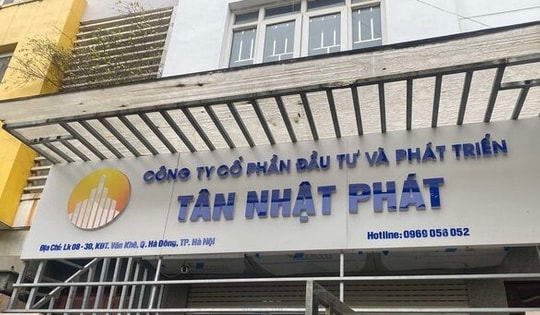 CÔNG TY CỔ PHẦN ĐẦU TƯ VÀ PHÁT TRIỂN
TÂN NHẬT PHÁT
Địa Chỉ: Lk 08 - 30, KĐT. Văn Khê, Q. Hà Đông, TP. Hà Nội
Hotline: 0969 056 052